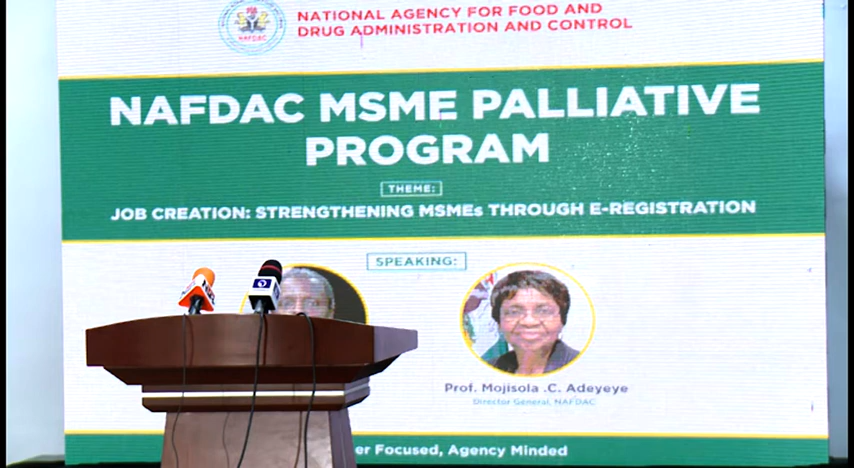 NATIONAL AGENCY FOR FOOD AND
DRUG ADMINISTRATION AND CONTROL
NAFDAC
NAFDAC MSME PALLIATIVE
PROGRAM
THEME:
JOB CREATION: STRENGTHENING MSMEs THROUGH E-REGISTRATION
SPEAKING:
Prof. Mojisola .C. Adeyeye
Director General, NAFDAC
Focused, Agency Minded